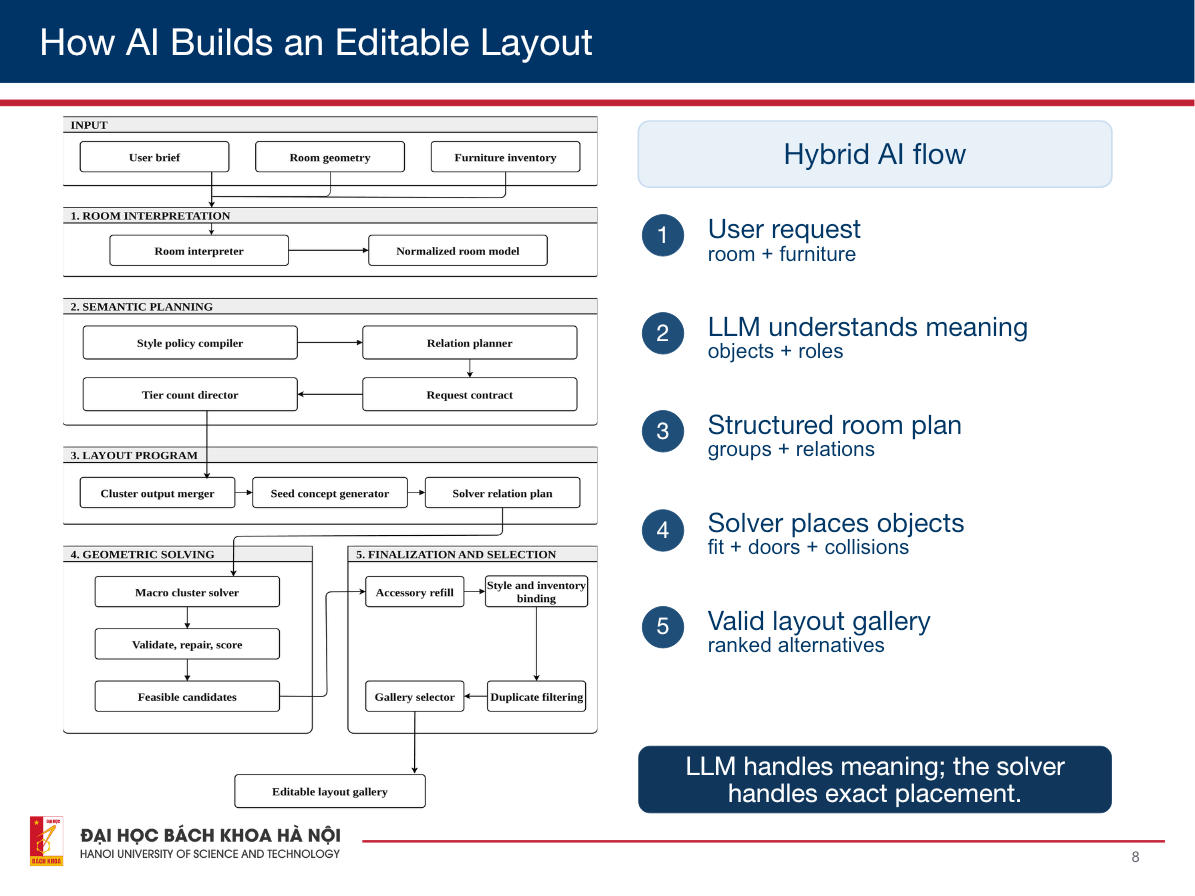 How AI Builds an Editable Layout
INPUT
User brief
Room geometry
Furniture inventory
1. ROOM INTERPRETATION
Room interpreter
Normalized room model
2. SEMANTIC PLANNING
Style policy compiler
Relation planner
Tier count director
Request contract
3. LAYOUT PROGRAM
Cluster output merger
Seed concept generator
Solver relation plan
4. GEOMETRIC SOLVING
Macro cluster solver
Validate, repair, score
Feasible candidates
5. FINALIZATION AND SELECTION
Accessory refill
Style and inventory
binding
Gallery selector
Duplicate filtering
Editable layout gallery
Hybrid AI flow
1
User request
room + furniture
2
LLM understands meaning
objects + roles
3
Structured room plan
groups + relations
4
Solver places objects
fit + doors + collisions
5
Valid layout gallery
ranked alternatives
LLM handles meaning; the solver
handles exact placement.
ĐẠI HỌC
BÁCH KHOA
ĐẠI HỌC BÁCH KHOA HÀ NỘI
HANOI UNIVERSITY OF SCIENCE AND TECHNOLOGY
8